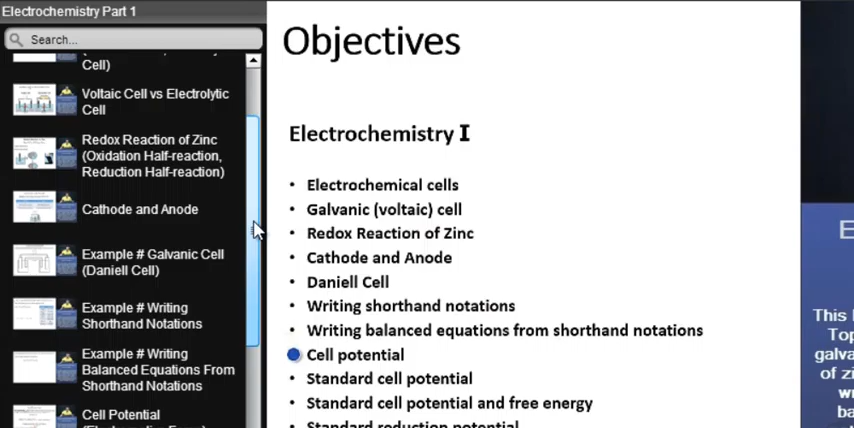 Electrochemistry Part 1
Search...
Cell)
Voltaic Cell vs Electrolytic
Cell
Redox Reaction of Zinc
(Oxidation Half-reaction,
Reduction Half-reaction)
Cathode and Anode
Example # Galvanic Cell
(Daniell Cell)
Example # Writing
Shorthand Notations
Example # Writing
Balanced Equations From
Shorthand Notations
Cell Potential
Objectives
Electrochemistry I
• Electrochemical cells
• Galvanic (voltaic) cell
• Redox Reaction of Zinc
• Cathode and Anode
• Daniell Cell
• Writing shorthand notations
• Writing balanced equations from shorthand notations
Cell potential
• Standard cell potential
• Standard cell potential and free energy
• Standard reduction potential
E
This
Top
galva
of zi
w
ba